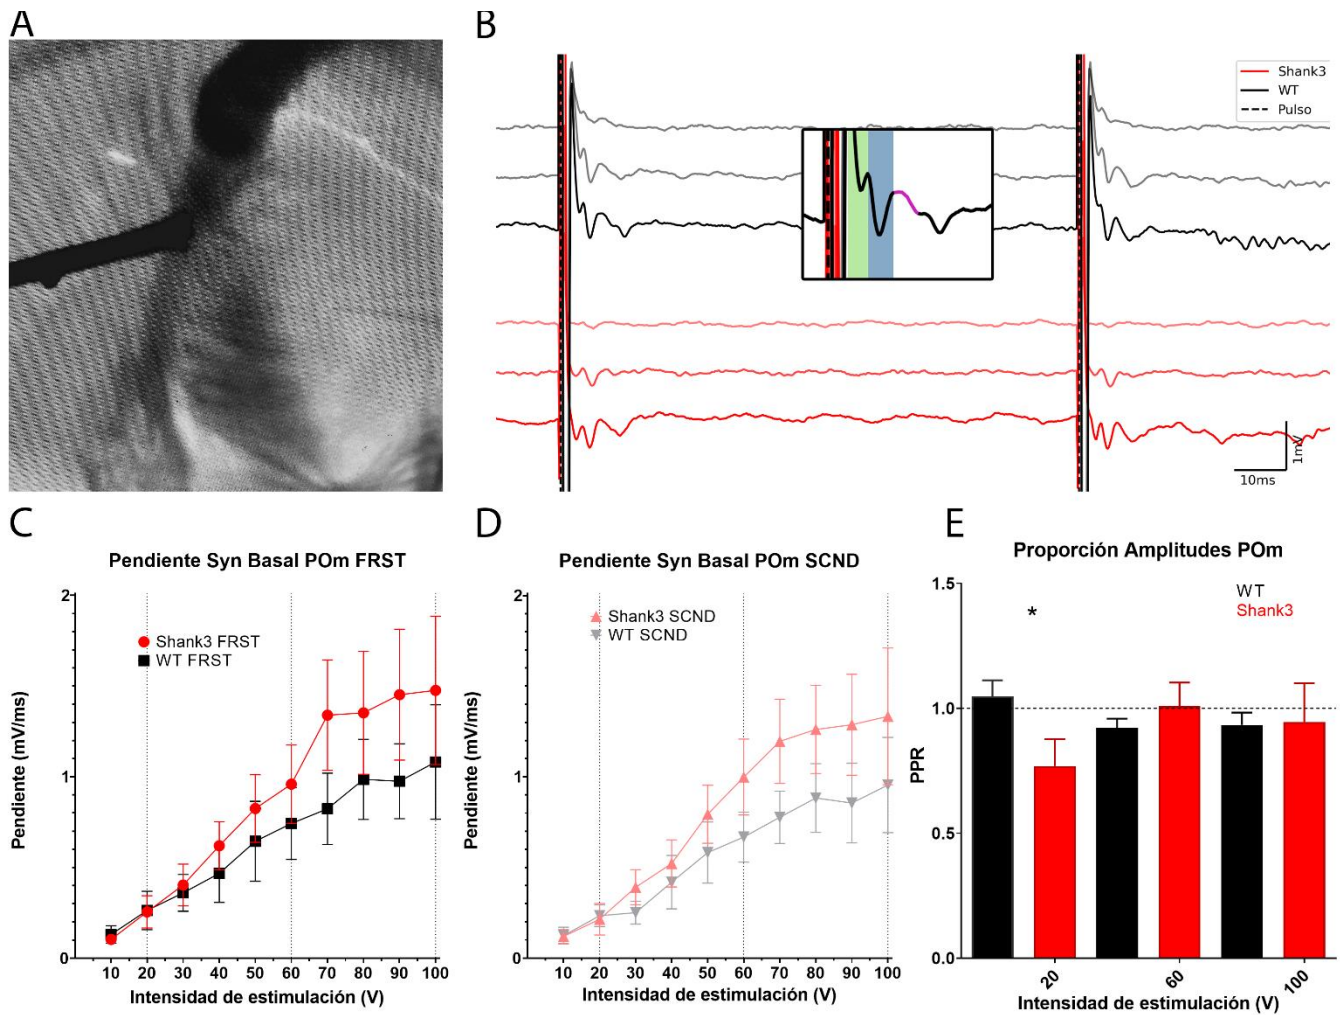 A
B
Shank3
WT
Pulso
1mV
10ms
C
Pendiente Syn Basal POm FRST
2
1
0
Pendiente (mV/ms)
Shank3 FRST
WT FRST
10 20 30 40 50 60 70 80 90 100
Intensidad de estimulación (V)
D
Pendiente Syn Basal POm SCND
2
1
0
Pendiente (mV/ms)
Shank3 SCND
WT SCND
10 20 30 40 50 60 70 80 90 100
Intensidad de estimulación (V)
E
Proporción Amplitudes POm
1.5
1.0
0.5
0.0
PPR
WT
Shank3
*
20 60 100
Intensidad de estimulación (V)